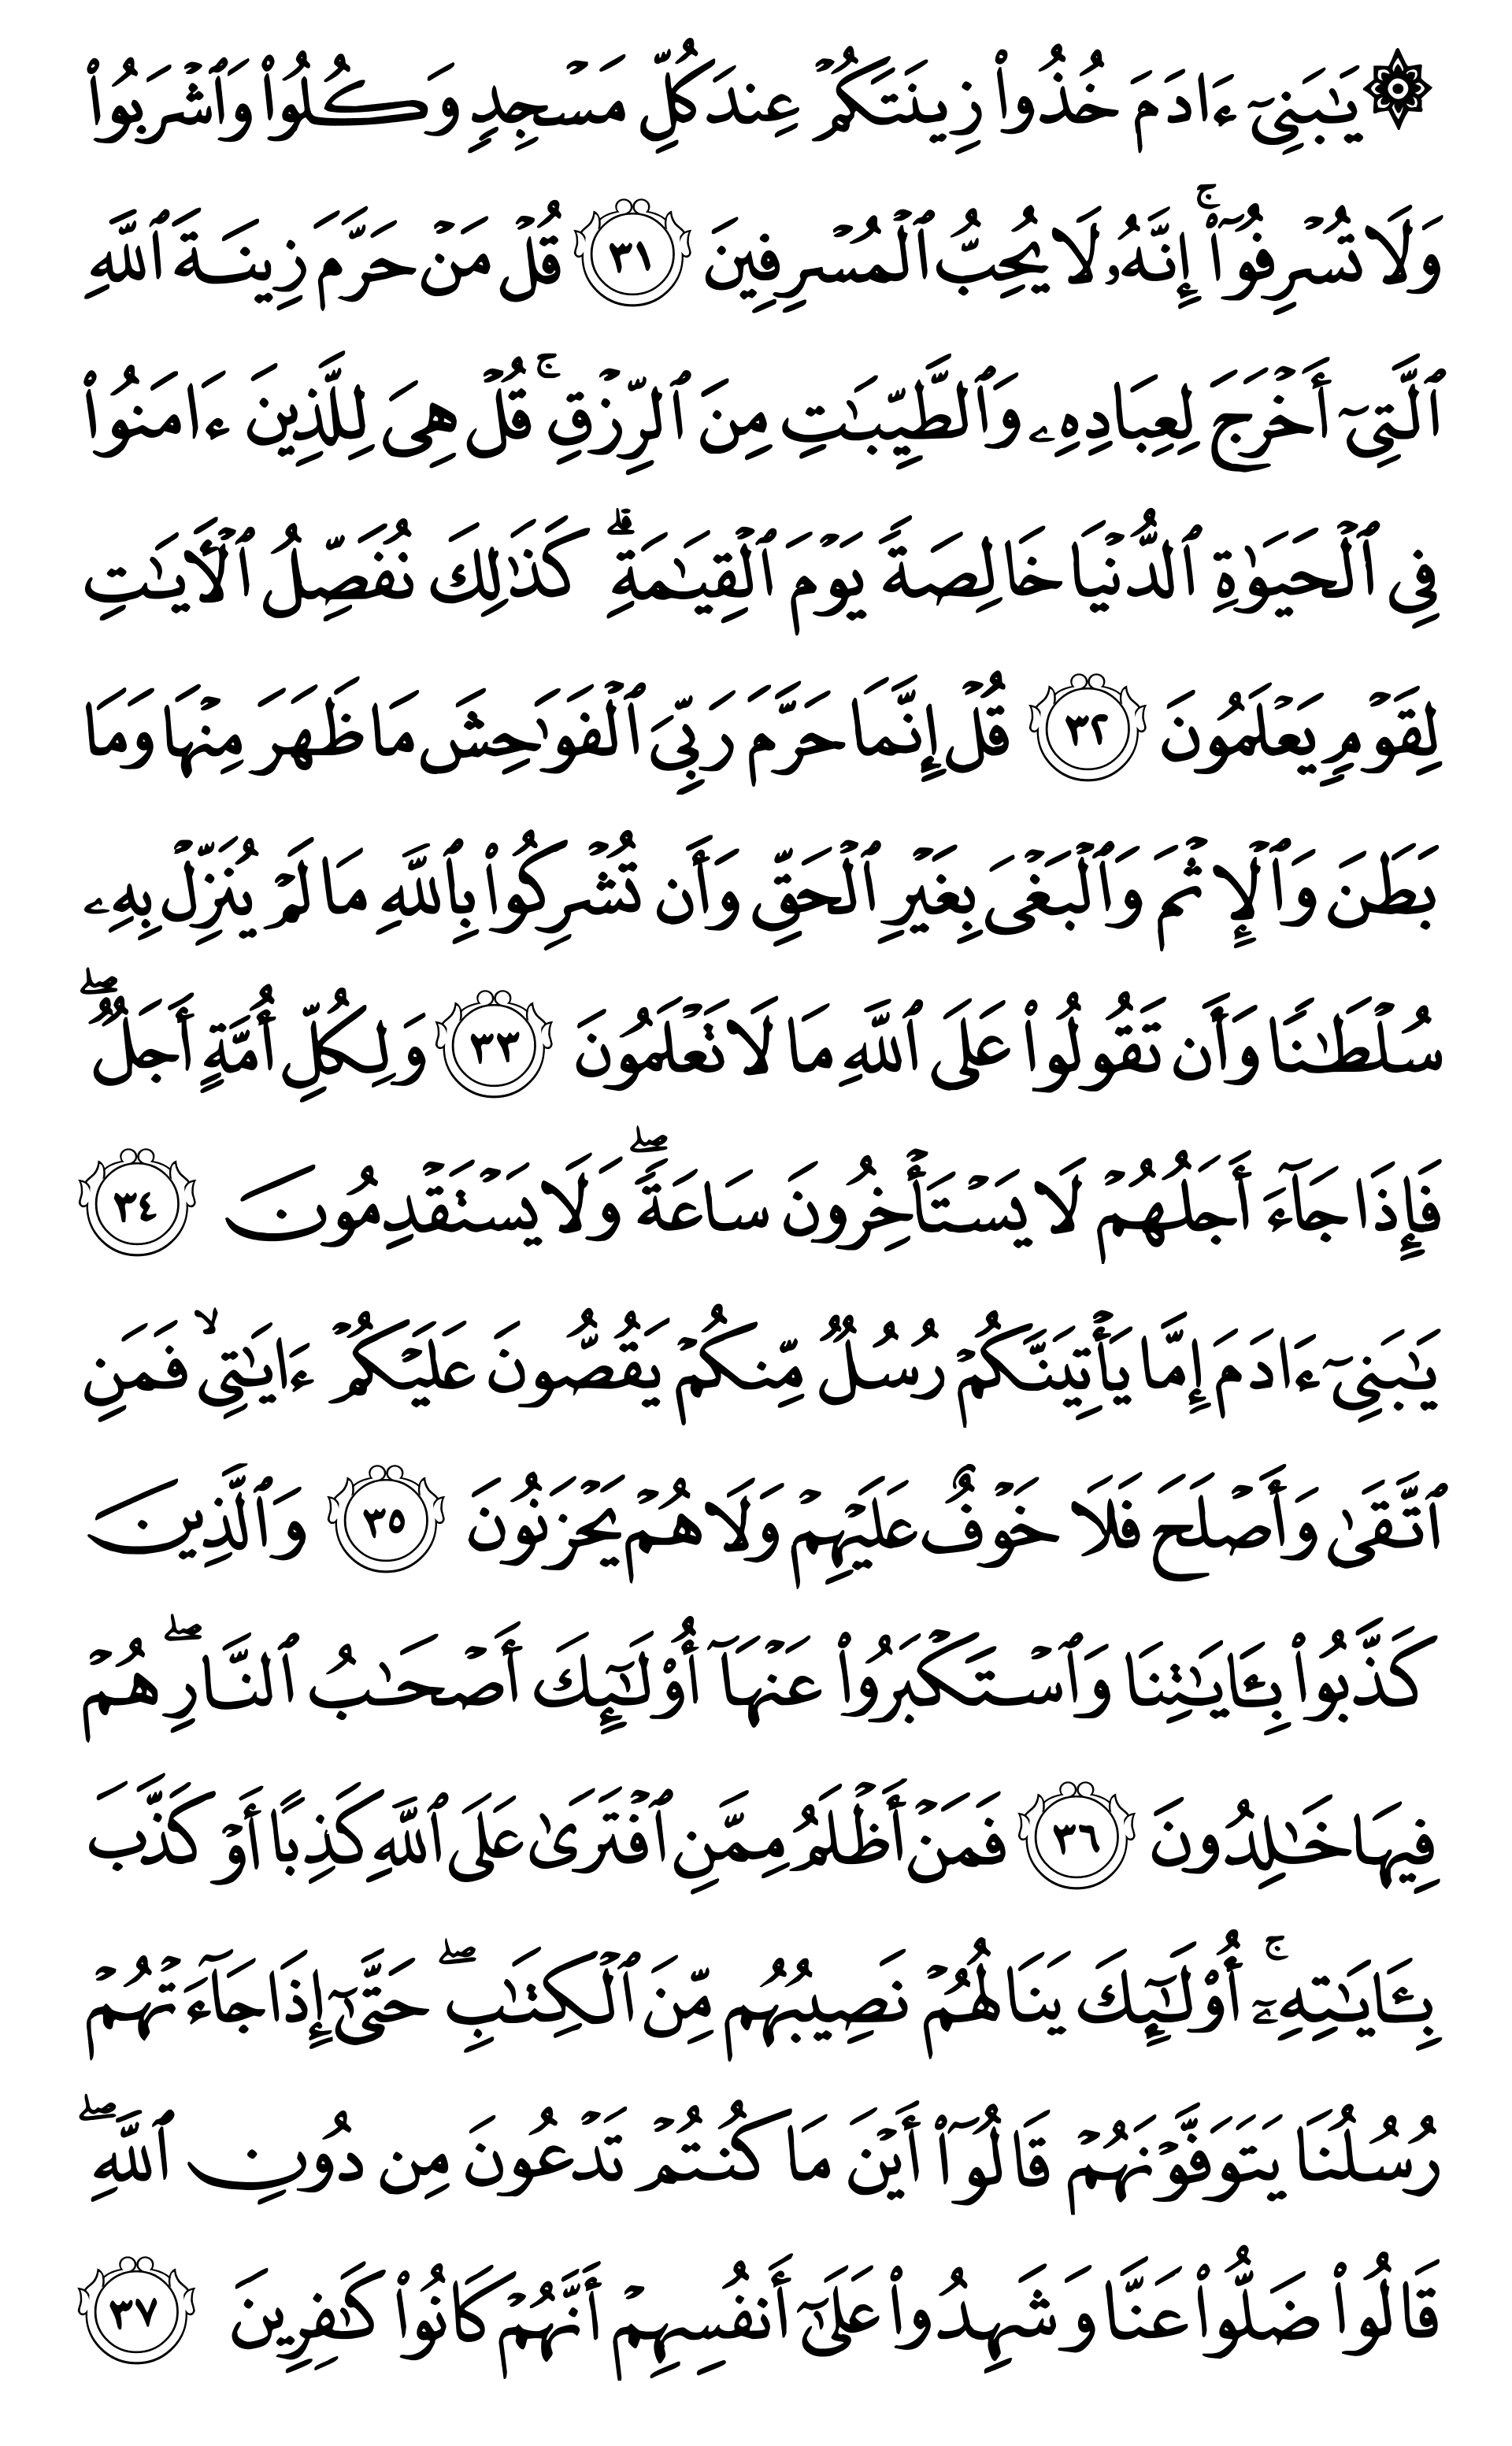 ۞ يَٰبَنِىٓ ءَادَمَ خُذُوا۟ زِينَتَكُمْ عِندَ كُلِّ مَسْجِدٍ وَكُلُوا۟ وَٱشْرَبُوا۟
وَلَا تُسْرِفُوٓا۟ ۚ إِنَّهُۥ لَا يُحِبُّ ٱلْمُسْرِفِينَ ٣١ قُلْ مَنْ حَرَّمَ زِينَةَ ٱللَّهِ
ٱلَّتِىٓ أَخْرَجَ لِعِبَادِهِۦ وَٱلطَّيِّبَٰتِ مِنَ ٱلرِّزْقِ ۚ قُلْ هِىَ لِلَّذِينَ ءَامَنُوا۟
فِى ٱلْحَيَوٰةِ ٱلدُّنْيَا خَالِصَةً يَوْمَ ٱلْقِيَٰمَةِ ۗ كَذَٰلِكَ نُفَصِّلُ ٱلْأَيَٰتِ
لِقَوْمٍ يَعْلَمُونَ ٣٢ قُلْ إِنَّمَا حَرَّمَ رَبِّىَ ٱلْفَوَٰحِشَ مَا ظَهَرَ مِنْهَا وَمَا
بَطَنَ وَٱلْإِثْمَ وَٱلْبَغْىَ بِغَيْرِ ٱلْحَقِّ وَأَن تُشْرِكُوا۟ بِٱللَّهِ مَا لَمْ يُنَزِّلْ بِهِۦ
سُلْطَٰنًا وَأَن تَقُولُوا۟ عَلَى ٱللَّهِ مَا لَا تَعْلَمُونَ ٣٣ وَلِكُلِّ أُمَّةٍ أَجَلٌ ۖ
فَإِذَا جَآءَ أَجَلُهُمْ لَا يَسْتَأْخِرُونَ سَاعَةً ۖ وَلَا يَسْتَقْدِمُونَ ٣٤
يَٰبَنِىٓ ءَادَمَ إِمَّا يَأْتِيَنَّكُمْ رُسُلٌ مِّنكُمْ يَقُصُّونَ عَلَيْكُمْ ءَايَٰتِى ۙ فَمَنِ
ٱتَّقَىٰ وَأَصْلَحَ فَلَا خَوْفٌ عَلَيْهِمْ وَلَا هُمْ يَحْزَنُونَ ٣٥ وَٱلَّذِينَ
كَذَّبُوا۟ بِـَٔايَٰتِنَا وَٱسْتَكْبَرُوا۟ عَنْهَآ أُو۟لَٰٓئِكَ أَصْحَٰبُ ٱلنَّارِ ۖ هُمْ
فِيهَا خَٰلِدُونَ ٣٦ فَمَنْ أَظْلَمُ مِمَّنِ ٱفْتَرَىٰ عَلَى ٱللَّهِ كَذِبًا أَوْ كَذَّبَ
بِـَٔايَٰتِهِۦٓ ۚ أُو۟لَٰٓئِكَ يَنَالُهُمْ نَصِيبُهُم مِّنَ ٱلْكِتَٰبِ ۖ حَتَّىٰٓ إِذَا جَآءَتْهُمْ
رُسُلُنَا يَتَوَفَّوْنَهُمْ قَالُوٓا۟ أَيْنَ مَا كُنتُمْ تَدْعُونَ مِن دُونِ ٱللَّهِ ۖ
قَالُوا۟ ضَلُّوا۟ عَنَّا وَشَهِدُوا۟ عَلَىٰٓ أَنفُسِهِمْ أَنَّهُمْ كَانُوا۟ كَٰفِرِينَ ٣٧